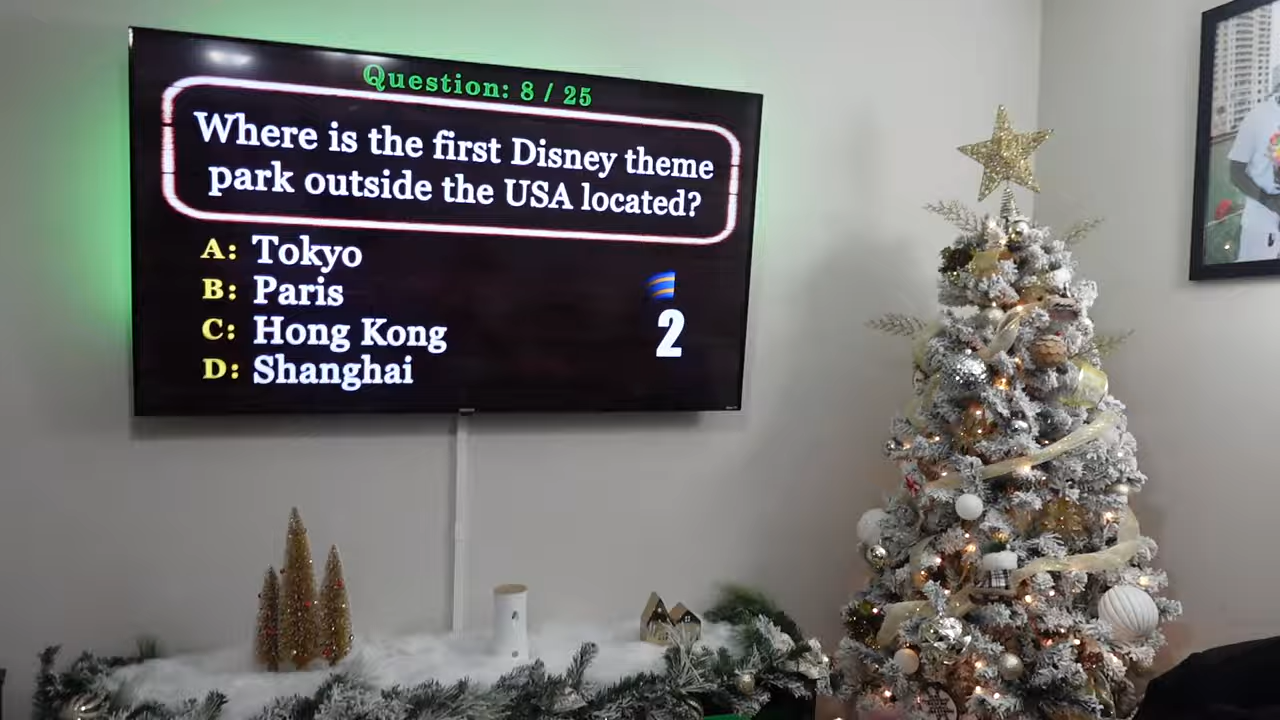 Question: 8 / 25
Where is the first Disney theme
park outside the USA located?
A: Tokyo
B: Paris
C: Hong Kong
D: Shanghai
2